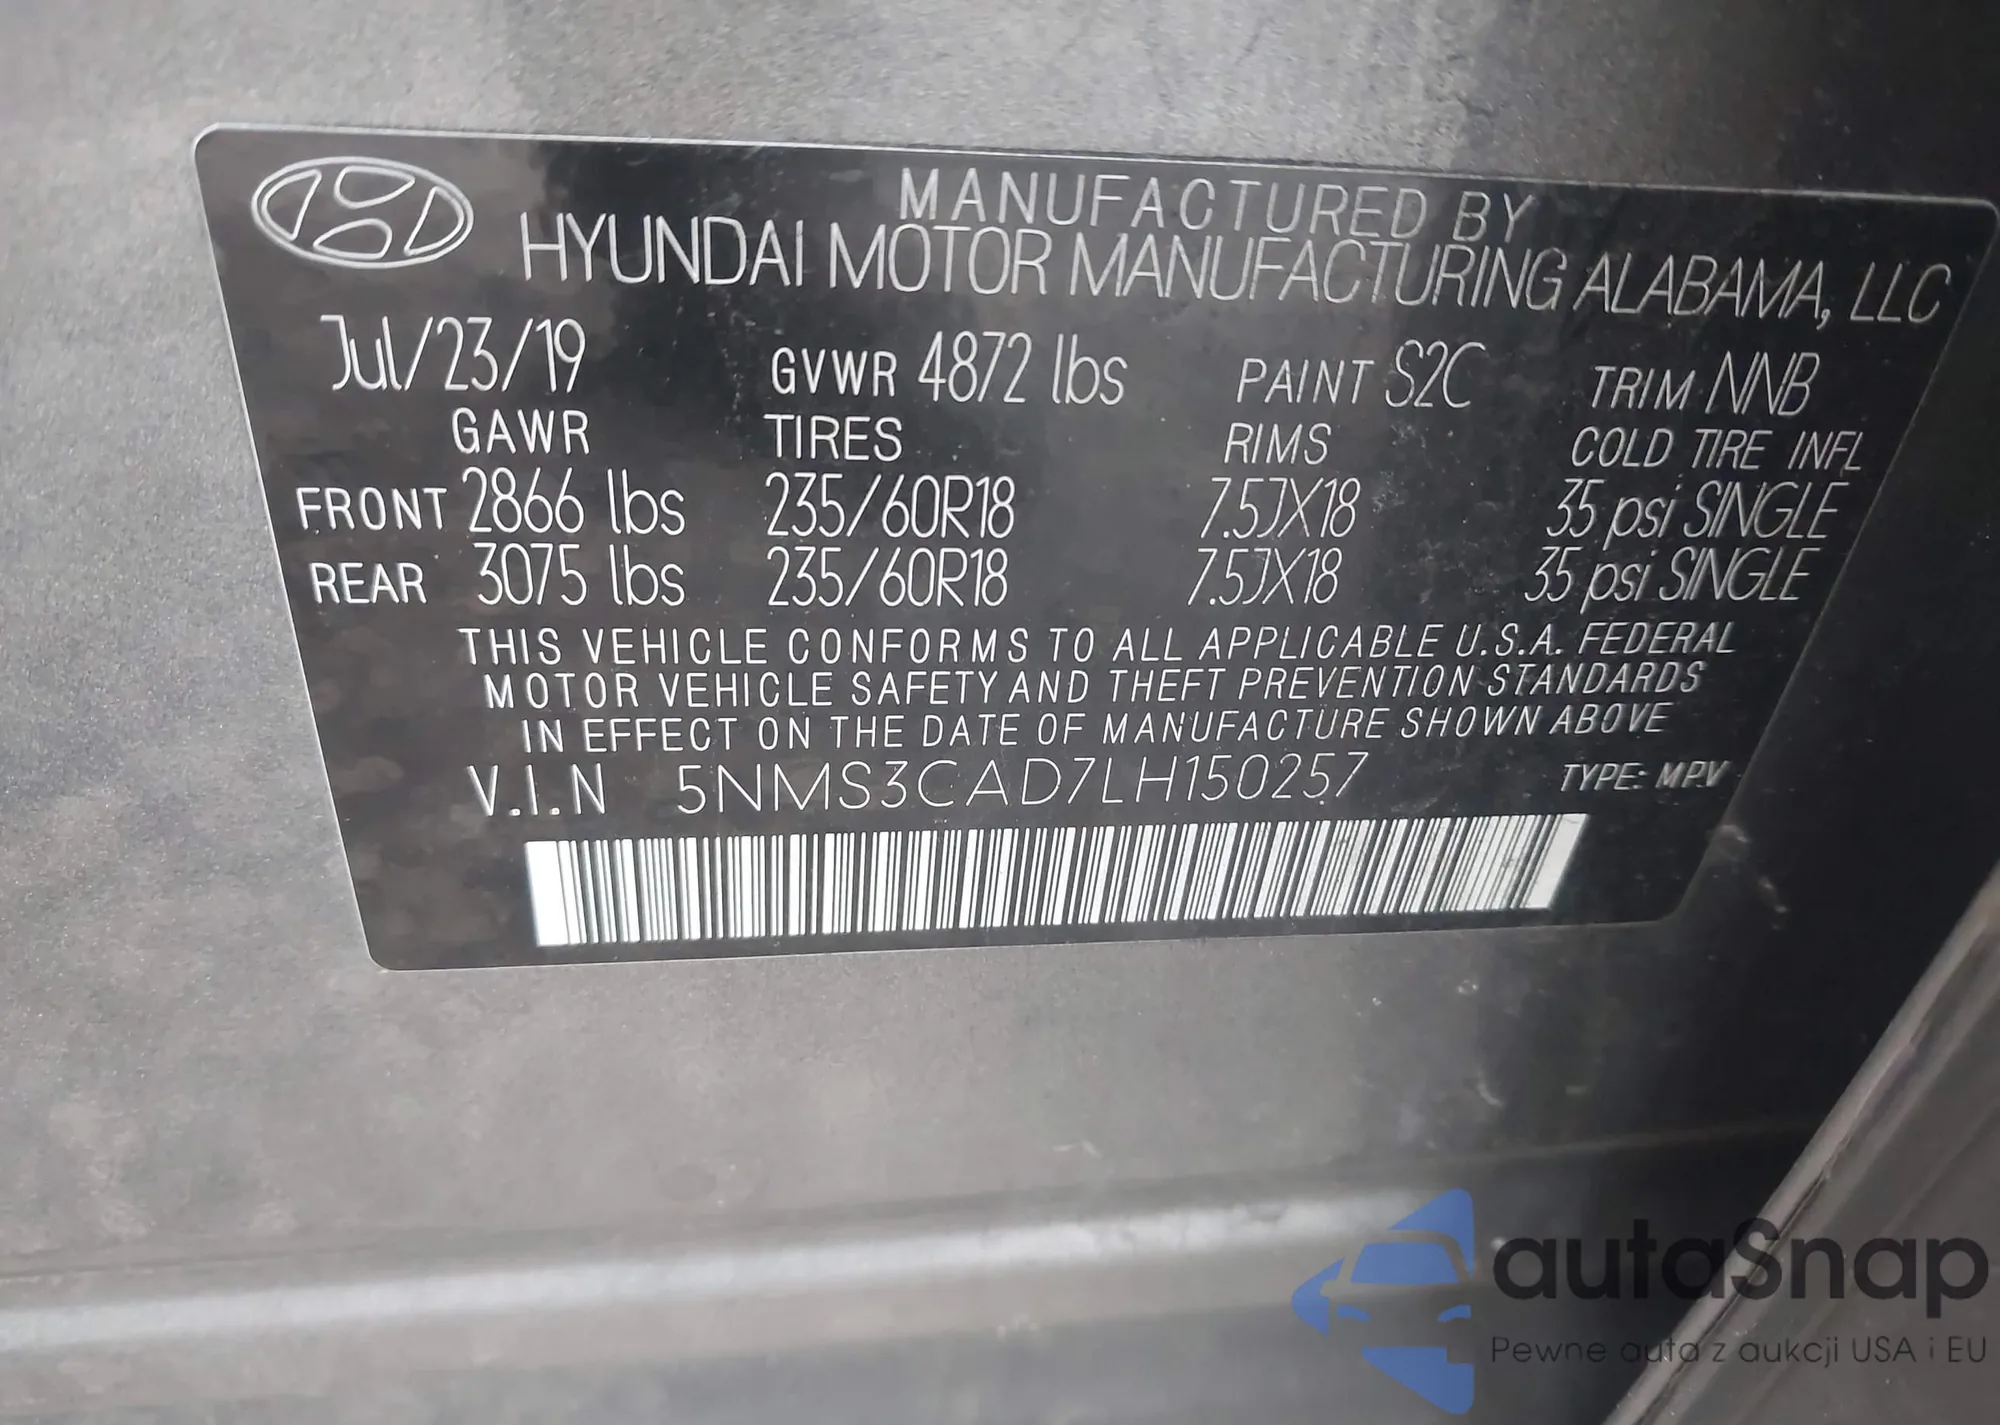 MANUFACTURED BY
HYUNDAI MOTOR MANUFACTURING ALABAMA, LLC
Jul/23/19 GVWR 4872 lbs PAINT S2C TRIM NNB
GAWR TIRES RIMS COLD TIRE INFL
FRONT 2866 lbs 235/60R18 7.5JX18 35 psi SINGLE
REAR 3075 lbs 235/60R18 7.5JX18 35 psi SINGLE
THIS VEHICLE CONFORMS TO ALL APPLICABLE U.S.A. FEDERAL
MOTOR VEHICLE SAFETY AND THEFT PREVENTION STANDARDS
IN EFFECT ON THE DATE OF MANUFACTURE SHOWN ABOVE
V.I.N 5NMS3CAD7LH150257 TYPE: MPV
autaSnap
Pewne auta z aukcji USA i EU